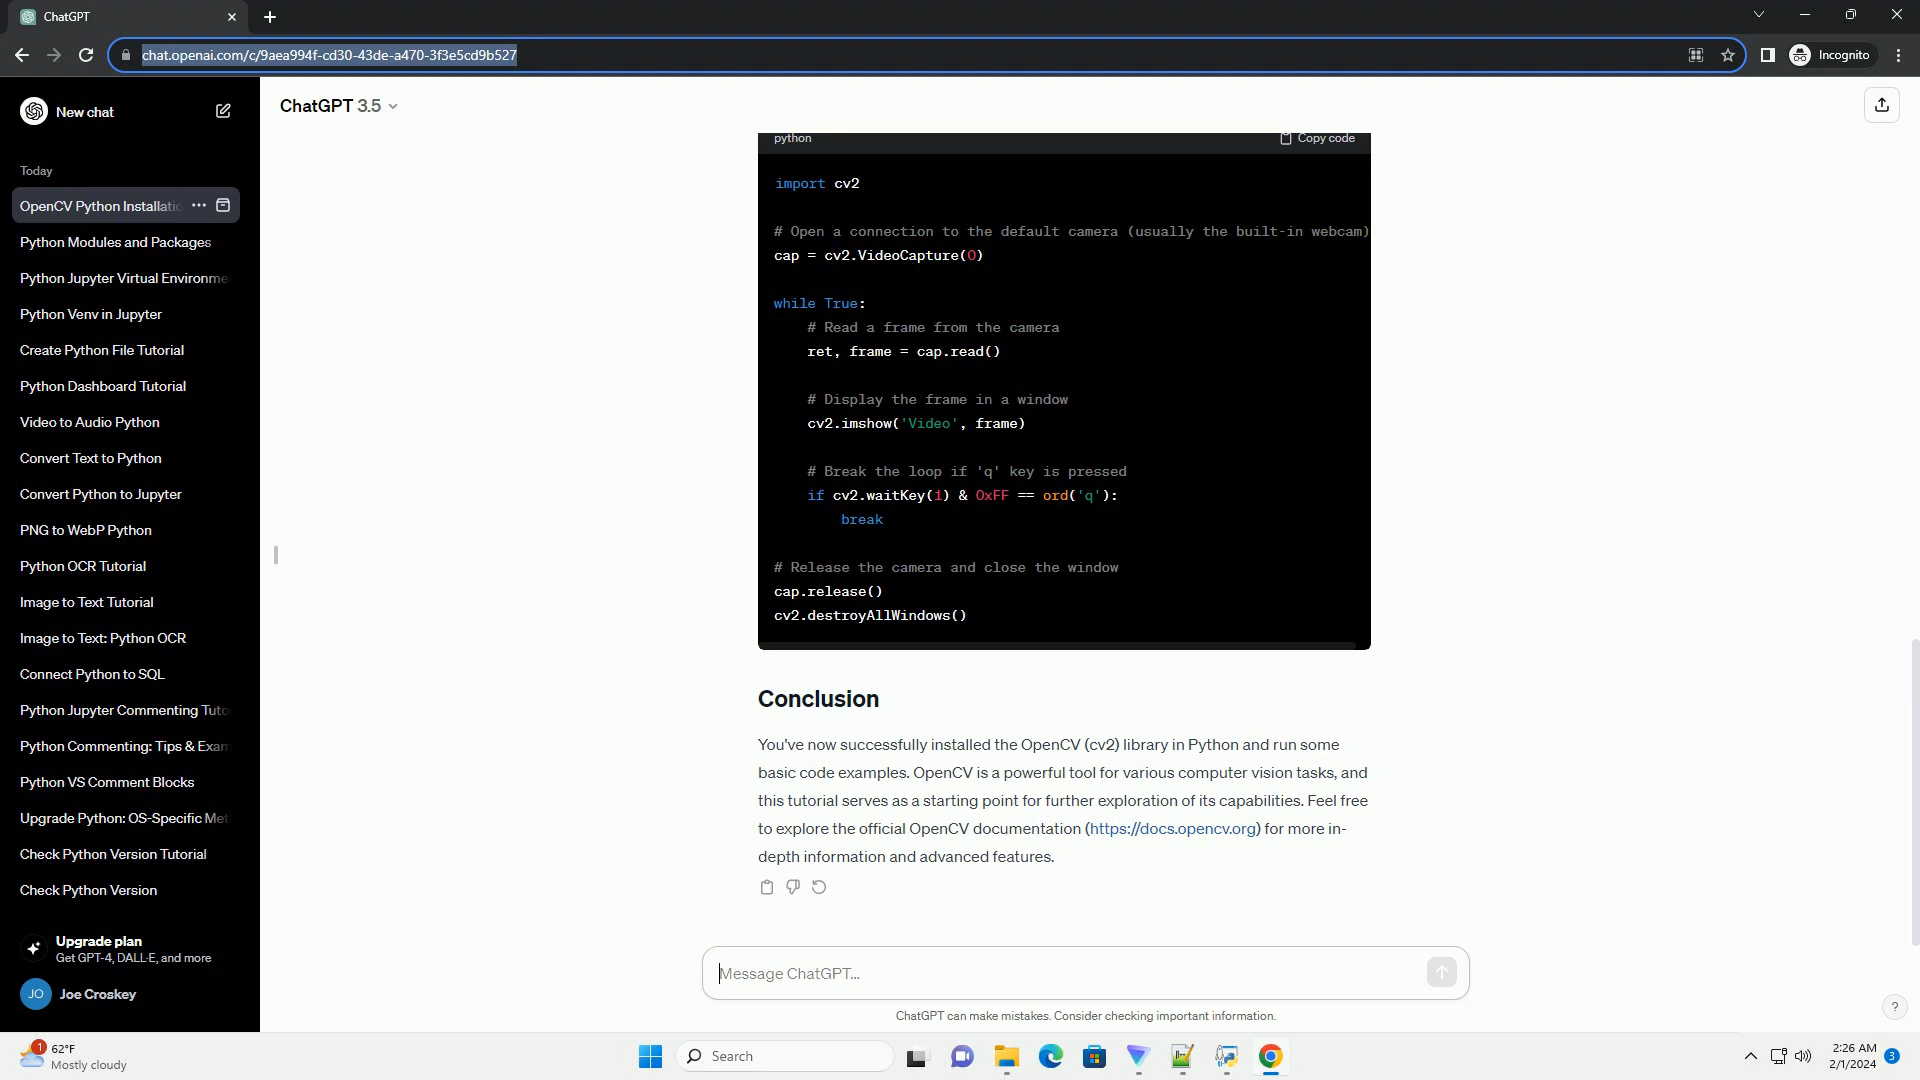 ChatGPT
chat.openai.com/c/9aea994f-cd30-43de-a470-3f3e5cd9b527
Incognito
New chat
ChatGPT 3.5
Today
OpenCV Python Installatio
Python Modules and Packages
Python Jupyter Virtual Environme
Python Venv in Jupyter
Create Python File Tutorial
Python Dashboard Tutorial
Video to Audio Python
Convert Text to Python
Convert Python to Jupyter
PNG to WebP Python
Python OCR Tutorial
Image to Text Tutorial
Image to Text: Python OCR
Connect Python to SQL
Python Jupyter Commenting Tuto
Python Commenting: Tips & Exam
Python VS Comment Blocks
Upgrade Python: OS-Specific Met
Check Python Version Tutorial
Check Python Version
Upgrade plan
Get GPT-4, DALL·E, and more
JO Joe Croskey
python Copy code
import cv2
# Open a connection to the default camera (usually the built-in webcam)
cap = cv2.VideoCapture(0)
while True:
# Read a frame from the camera
ret, frame = cap.read()
# Display the frame in a window
cv2.imshow('Video', frame)
# Break the loop if 'q' key is pressed
if cv2.waitKey(1) & 0xFF == ord('q'):
break
# Release the camera and close the window
cap.release()
cv2.destroyAllWindows()
Conclusion
You've now successfully installed the OpenCV (cv2) library in Python and run some
basic code examples. OpenCV is a powerful tool for various computer vision tasks, and
this tutorial serves as a starting point for further exploration of its capabilities. Feel free
to explore the official OpenCV documentation (https://docs.opencv.org) for more in-
depth information and advanced features.
Message ChatGPT...
ChatGPT can make mistakes. Consider checking important information.
?
1
62°F
Mostly cloudy
Search
2:26 AM
2/1/2024
3